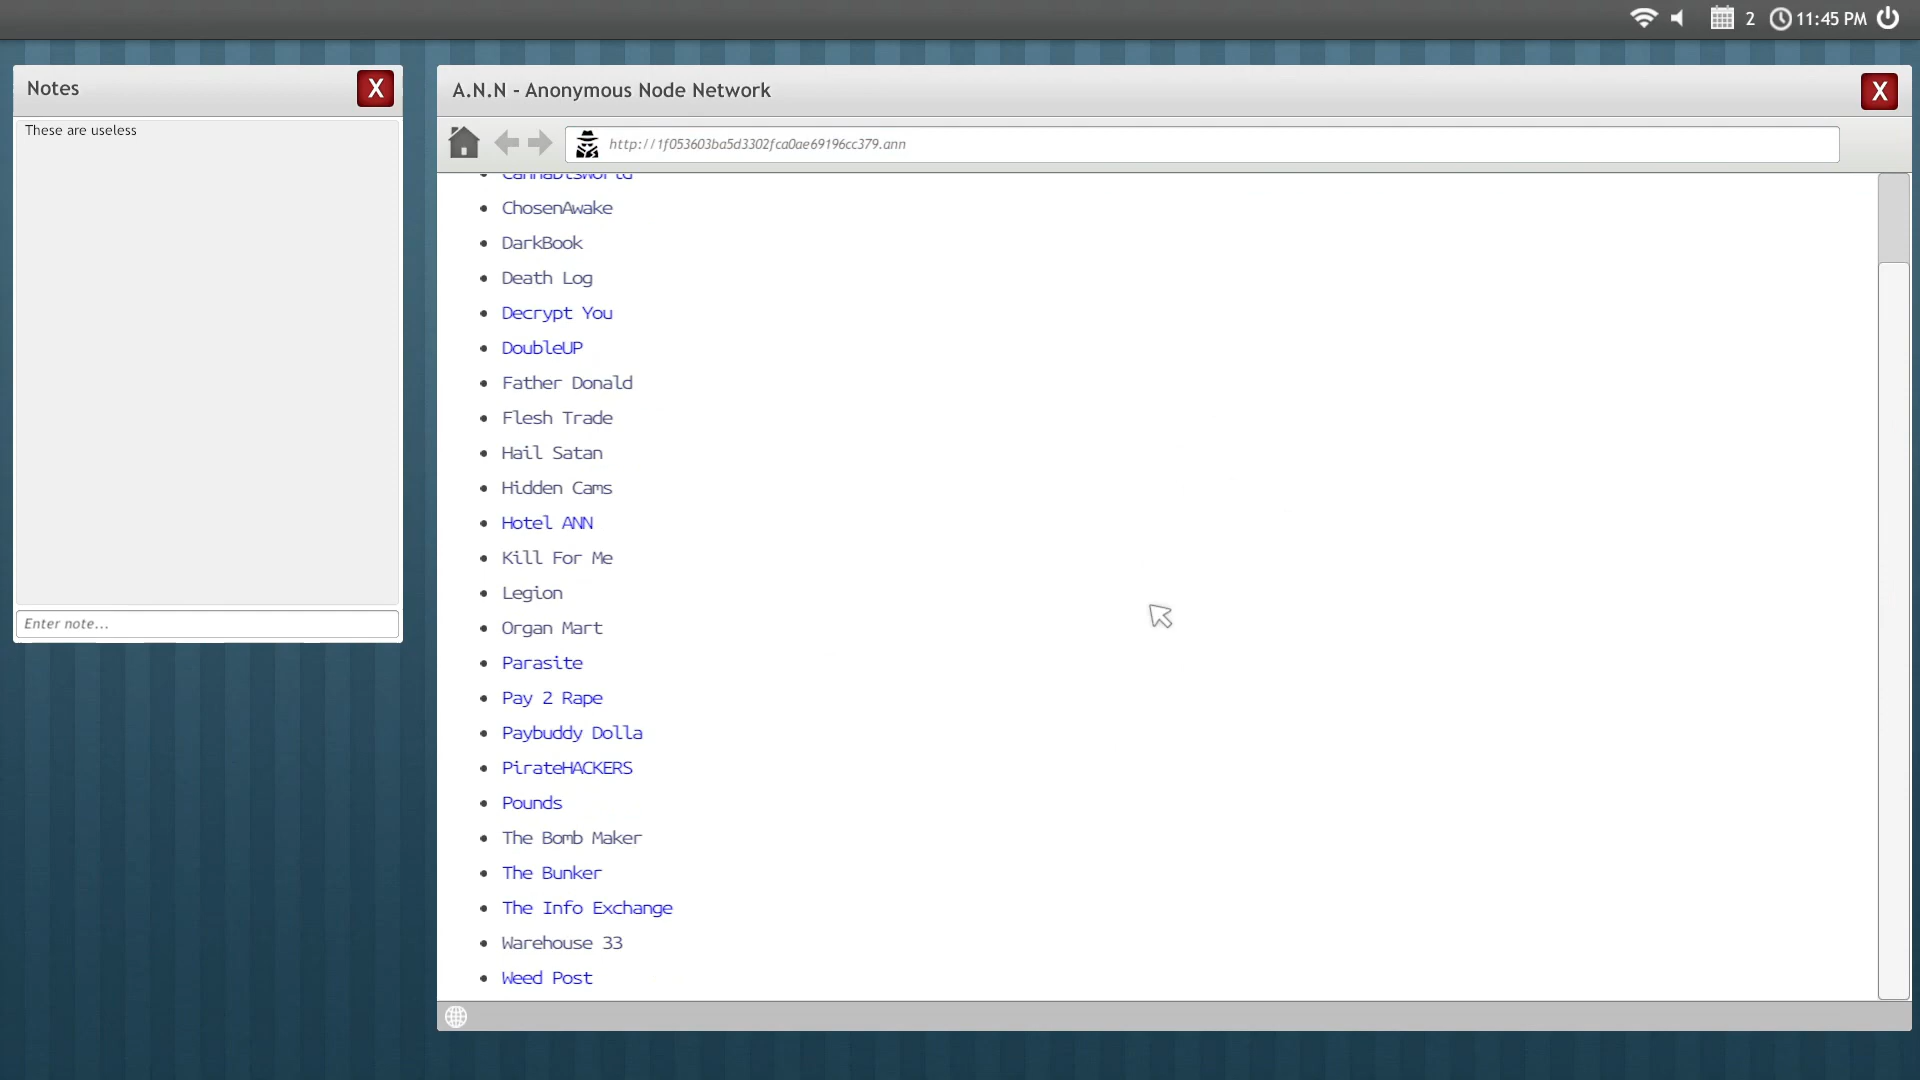 2
11:45 PM
Notes
X
These are useless
Enter note...
A.N.N - Anonymous Node Network
X
http://1f053603ba5d3302fca0ae69196cc379.ann
CannabisWorld
ChosenAwake
DarkBook
Death Log
Decrypt You
DoubleUP
Father Donald
Flesh Trade
Hail Satan
Hidden Cams
Hotel ANN
Kill For Me
Legion
Organ Mart
Parasite
Pay 2 Rape
Paybuddy Dolla
PirateHACKERS
Pounds
The Bomb Maker
The Bunker
The Info Exchange
Warehouse 33
Weed Post